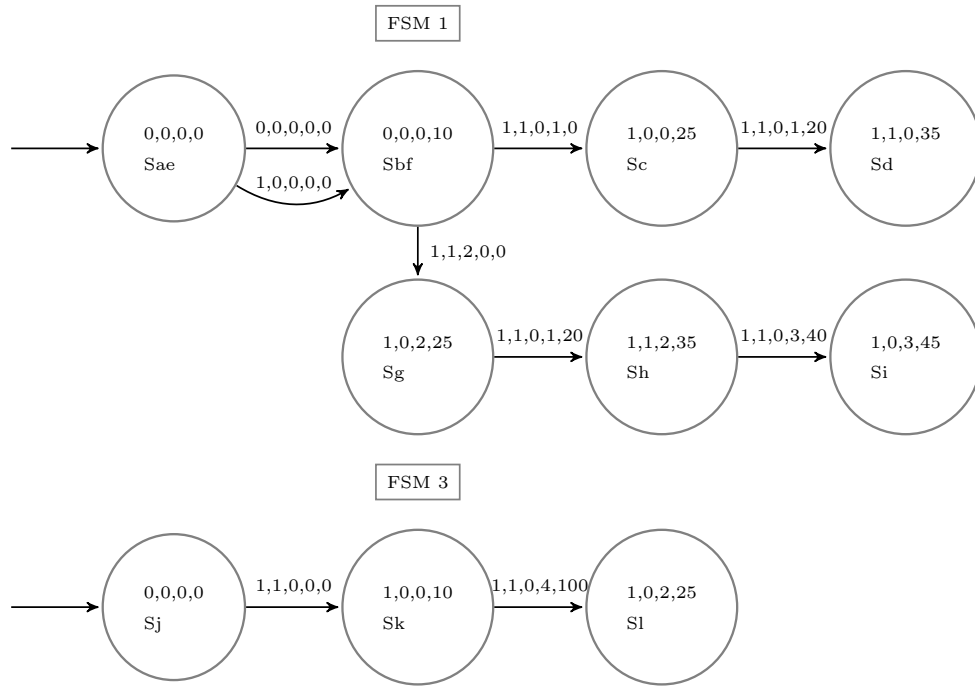 FSM 1
0,0,0,0
Sae
0,0,0,0,0
1,0,0,0,0
0,0,0,10
Sbf
1,1,0,1,0
1,0,0,25
Sc
1,1,0,1,20
1,1,0,35
Sd
1,1,2,0,0
1,0,2,25
Sg
1,1,0,1,20
1,1,2,35
Sh
1,1,0,3,40
1,0,3,45
Si
FSM 3
0,0,0,0
Sj
1,1,0,0,0
1,0,0,10
Sk
1,1,0,4,100
1,0,2,25
Sl